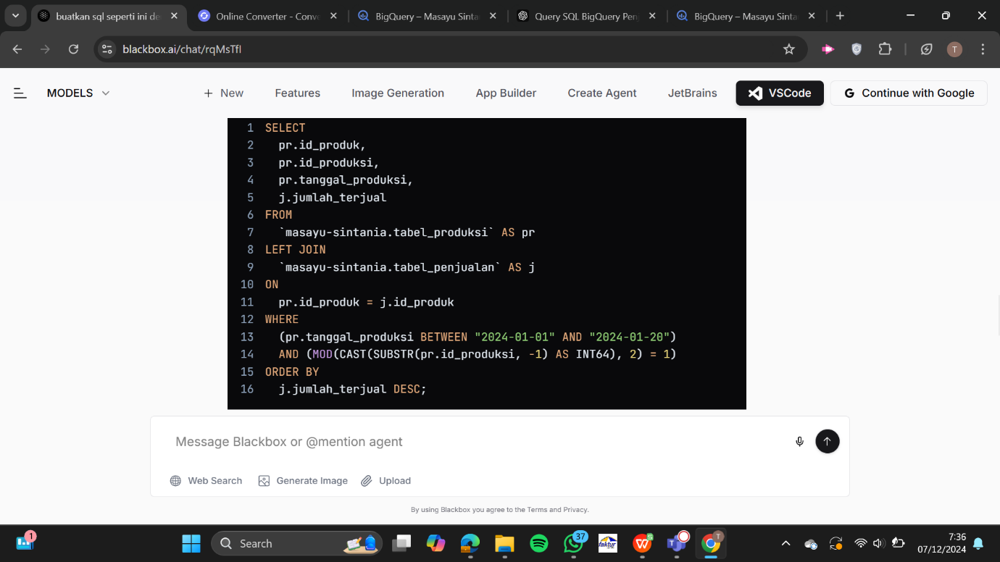 buatkan sql seperti ini de
Online Converter - Conv
BigQuery – Masayu Sinta
Query SQL BigQuery Pen
BigQuery – Masayu Sinta
blackbox.ai/chat/rqMsTfI
T
MODELS
New
Features
Image Generation
App Builder
Create Agent
JetBrains
VSCode
G Continue with Google
1 SELECT
2 pr.id_produk,
3 pr.id_produksi,
4 pr.tanggal_produksi,
5 j.jumlah_terjual
6 FROM
7 `masayu-sintania.tabel_produksi` AS pr
8 LEFT JOIN
9 `masayu-sintania.tabel_penjualan` AS j
10 ON
11 pr.id_produk = j.id_produk
12 WHERE
13 (pr.tanggal_produksi BETWEEN "2024-01-01" AND "2024-01-20")
14 AND (MOD(CAST(SUBSTR(pr.id_produksi, -1) AS INT64), 2) = 1)
15 ORDER BY
16 j.jumlah_terjual DESC;
Message Blackbox or @mention agent
Web Search
Generate Image
Upload
By using Blackbox you agree to the Terms and Privacy.
1
Search
37
faktur
W
S
T
7:36
07/12/2024